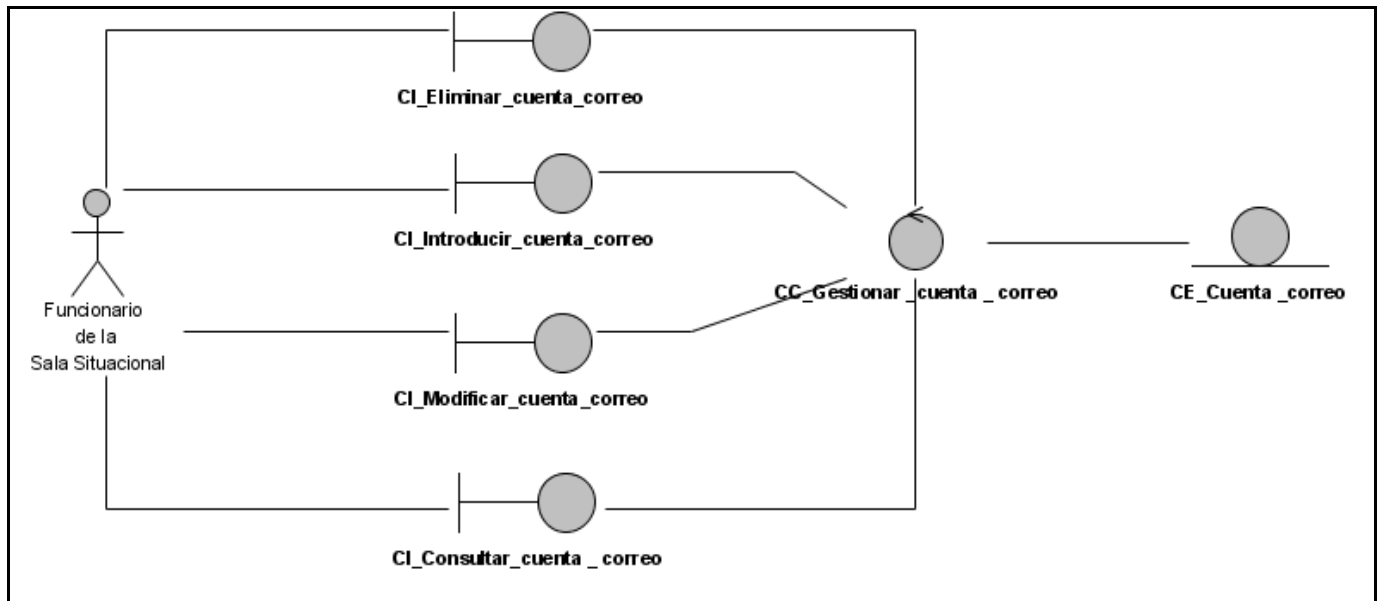 CI_Eliminar_cuenta_correo
CI_Introducir_cuenta_correo
Funcionario
de la
Sala Situacional
CC_Gestionar _cuenta _ correo
CE_Cuenta _correo
CI_Modificar_cuenta_correo
CI_Consultar_cuenta _ correo